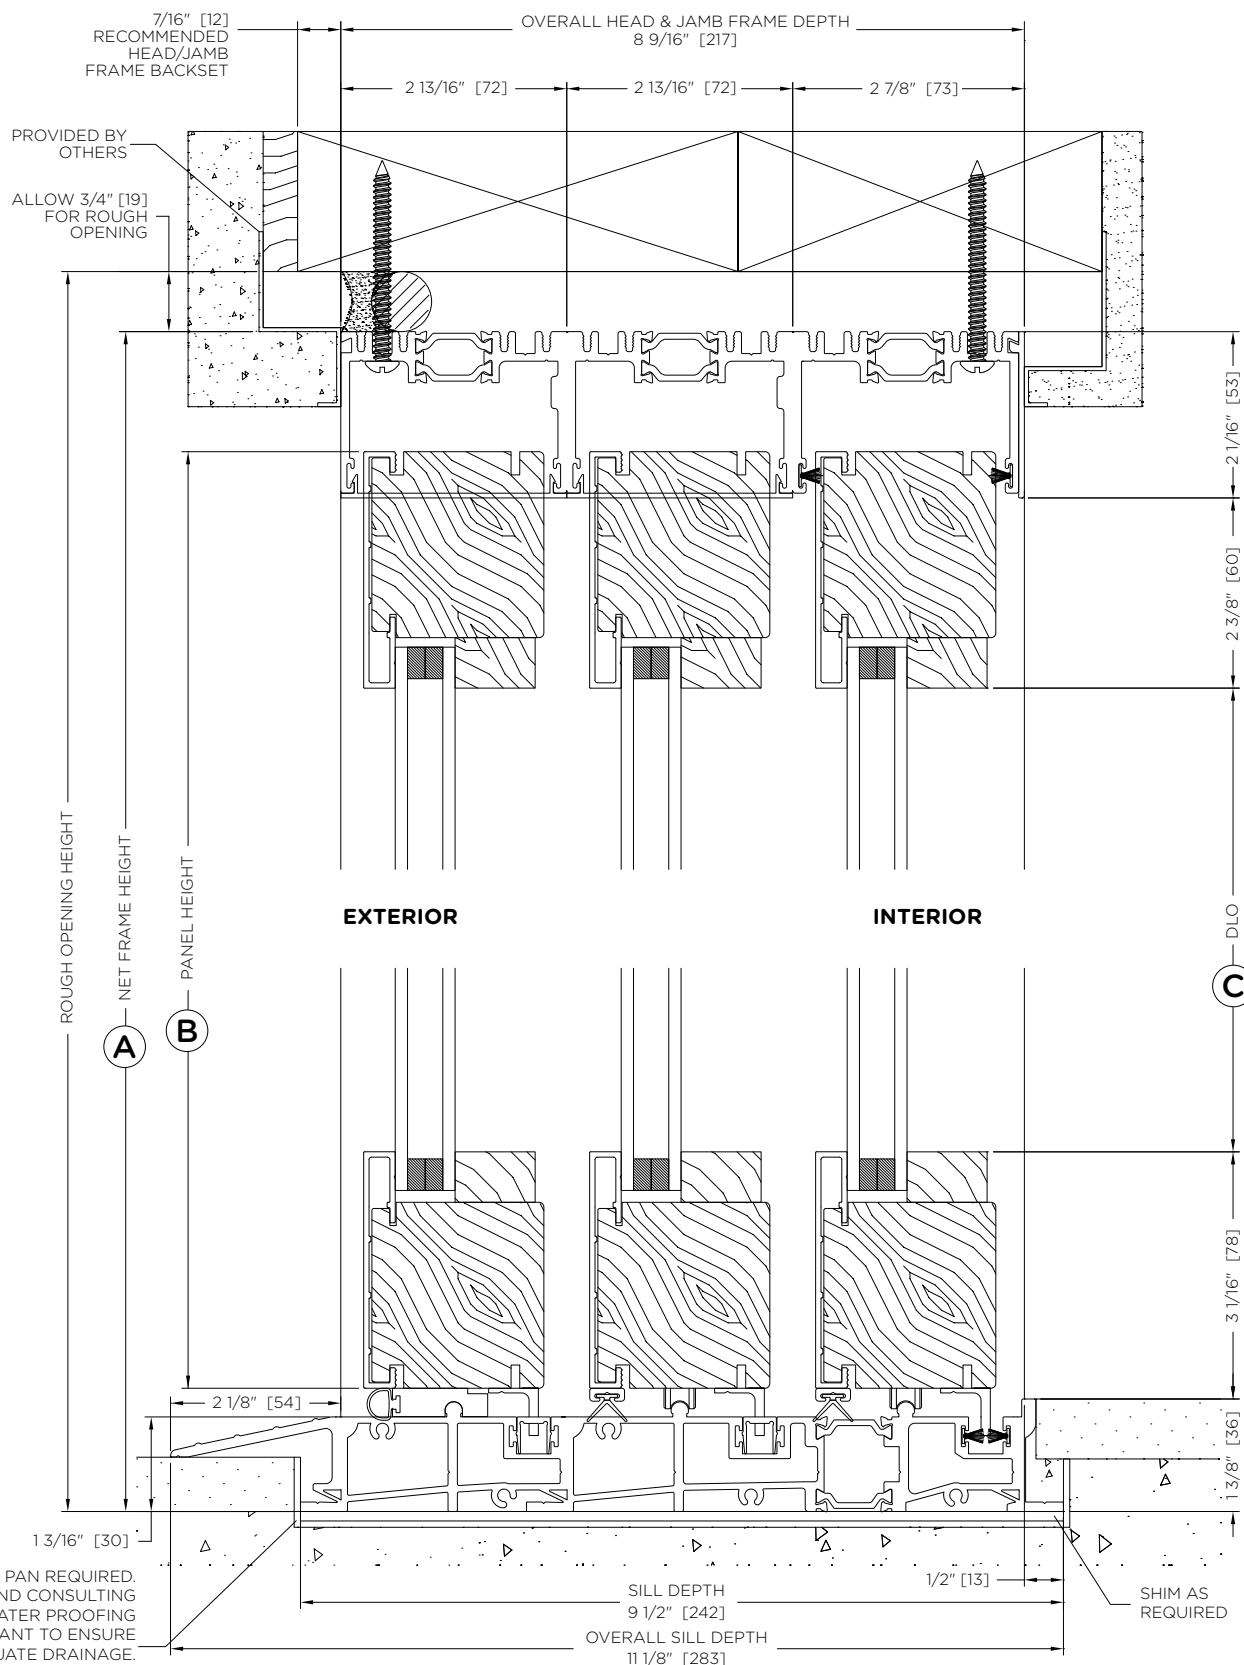 7/16" [12]
RECOMMENDED
HEAD/JAMB
FRAME BACKSET
OVERALL HEAD & JAMB FRAME DEPTH
8 9/16" [217]
2 13/16" [72]
2 13/16" [72]
2 7/8" [73]
PROVIDED BY
OTHERS
ALLOW 3/4" [19]
FOR ROUGH
OPENING
2 1/16" [53]
2 3/8" [60]
ROUGH OPENING HEIGHT
NET FRAME HEIGHT
A
PANEL HEIGHT
B
EXTERIOR
INTERIOR
DLO
C
3 1/16" [78]
1 3/8" [36]
2 1/8" [54]
1 3/16" [30]
PAN REQUIRED.
ND CONSULTING
ATER PROOFING
ANT TO ENSURE
UATE DRAINAGE.
SILL DEPTH
9 1/2" [242]
OVERALL SILL DEPTH
11 1/8" [283]
1/2" [13]
SHIM AS
REQUIRED